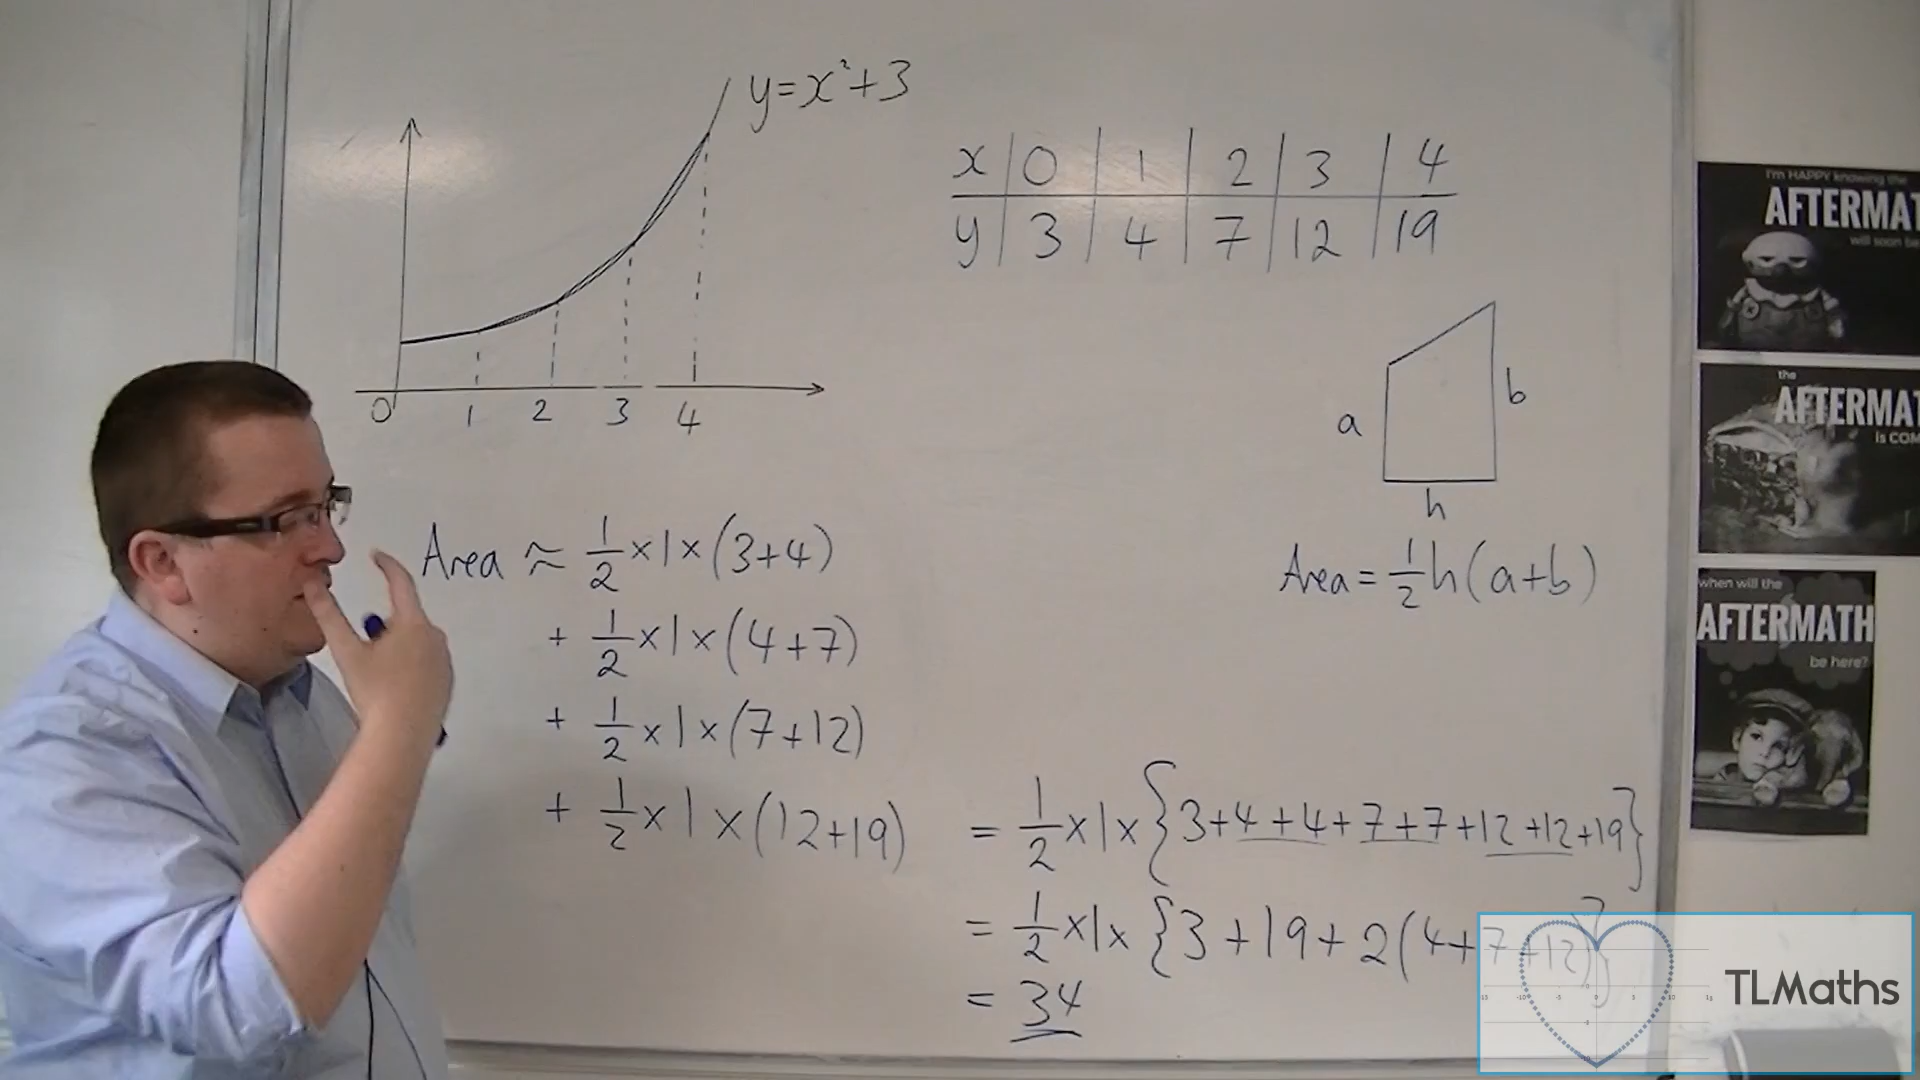 y=x²+3
x 0 1 2 3 4
y 3 4 7 12 19
0 1 2 3 4
a
b
h
Area = 1/2 h(a+b)
Area ≈ 1/2 ×1×(3+4)
+ 1/2 ×1×(4+7)
+ 1/2 ×1×(7+12)
+ 1/2 ×1×(12+19)
= 1/2 ×1×{3+4+4+7+7+12+12+19}
= 1/2 ×1×{3+19+2(4+7+12)}
= 34
I'm HAPPY knowing the
AFTERMAT
will soon be
the
AFTERMAT
is COM
when will the
AFTERMATH
be here?
TLMaths